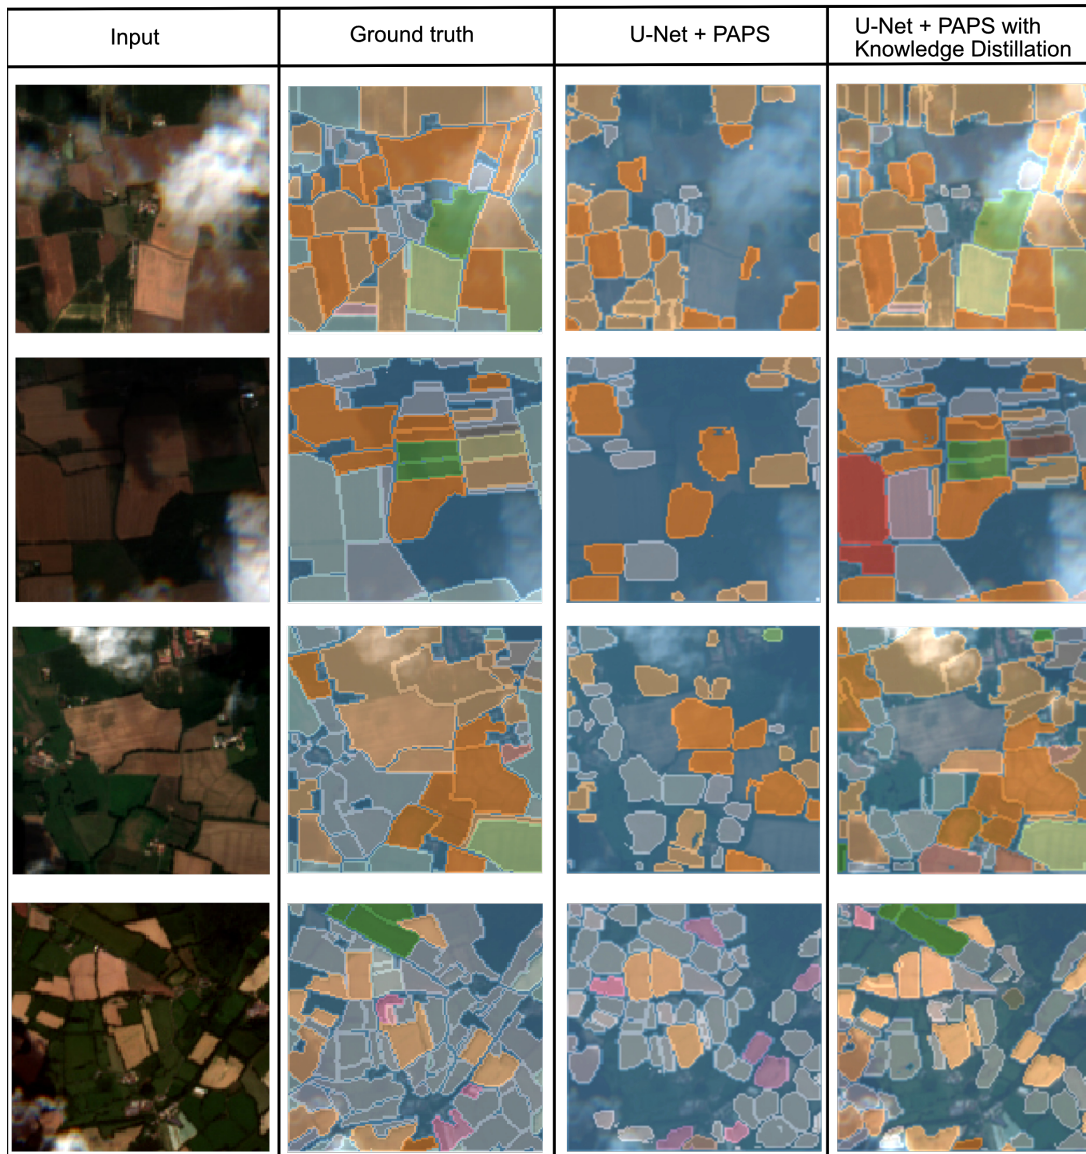 Input
Ground truth
U-Net + PAPS
U-Net + PAPS with
Knowledge Distillation